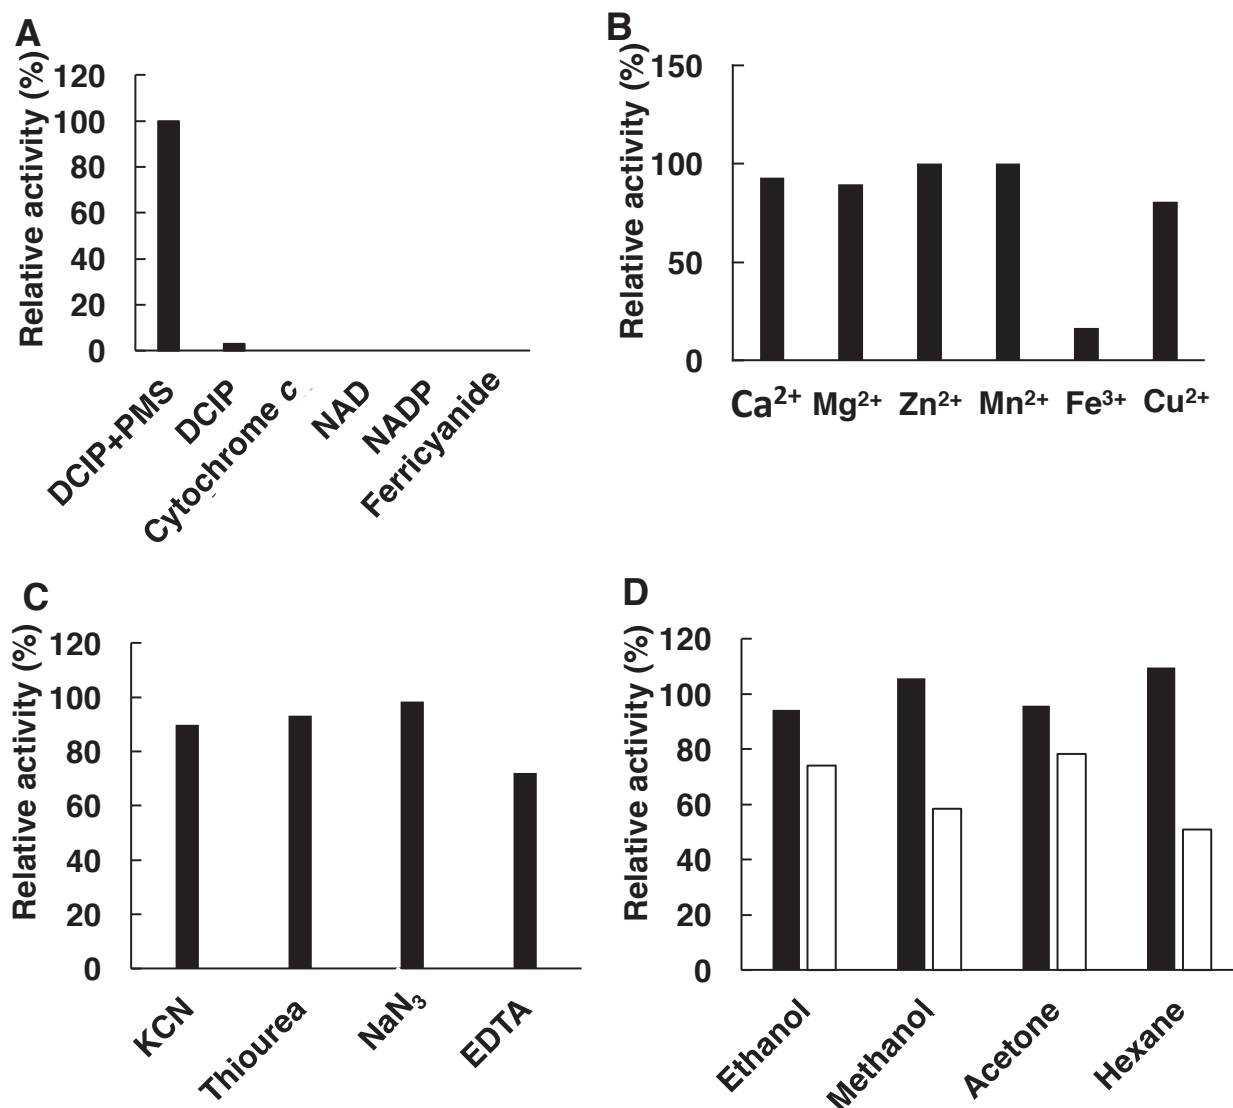 A
Relative activity (%)
120
100
80
60
40
20
0
DCIP+PMS
DCIP
Cytochrome c
NAD
NADP
Ferricyanide
B
Relative activity (%)
150
100
50
0
Ca²⁺ Mg²⁺ Zn²⁺ Mn²⁺ Fe³⁺ Cu²⁺
C
Relative activity (%)
120
100
80
60
40
20
0
KCN
Thiourea
NaN₃
EDTA
D
Relative activity (%)
120
100
80
60
40
20
0
Ethanol
Methanol
Acetone
Hexane